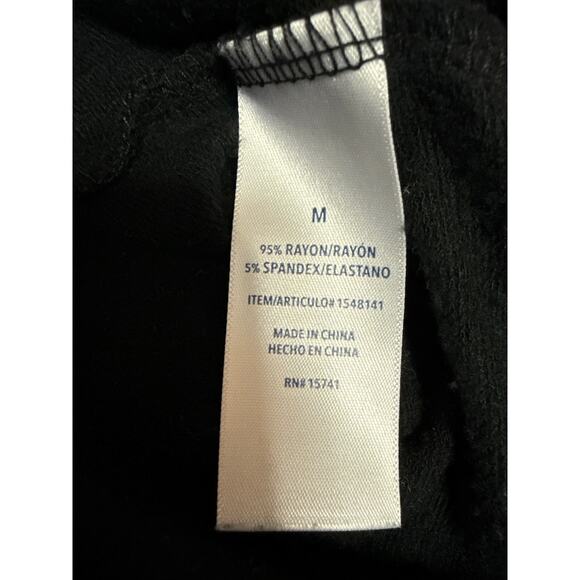 M
95% RAYON/RAYÓN
5% SPANDEX/ELASTANO
ITEM/ARTICULO# 1548141
MADE IN CHINA
HECHO EN CHINA
RN# 15741